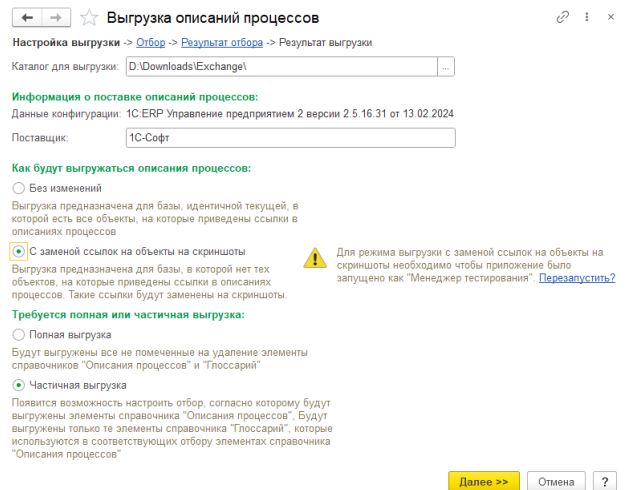 Выгрузка описаний процессов
Настройка выгрузки -> Отбор -> Результат отбора -> Результат выгрузки
Каталог для выгрузки: D:\Downloads\Exchange\ ...
Информация о поставке описаний процессов:
Данные конфигурации: 1С:ERP Управление предприятием 2 версии 2.5.16.31 от 13.02.2024
Поставщик: 1С-Софт
Как будут выгружаться описания процессов:
Без изменений
Выгрузка предназначена для базы, идентичной текущей, в
которой есть все объекты, на которые приведены ссылки в
описаниях процессов
С заменой ссылок на объекты на скриншоты
Выгрузка предназначена для базы, в которой нет тех
объектов, на которые приведены ссылки в описаниях
процессов. Такие ссылки будут заменены на скриншоты.
Для режима выгрузки с заменой ссылок на объекты на
скриншоты необходимо чтобы приложение было
запущено как "Менеджер тестирования". Перезапустить?
Требуется полная или частичная выгрузка:
Полная выгрузка
Будут выгружены все не помеченные на удаление элементы
справочников "Описания процессов" и "Глоссарий"
Частичная выгрузка
Появится возможность настроить отбор, согласно которому будут
выгружены элементы справочника "Описания процессов", Будут
выгружены только те элементы справочника "Глоссарий", которые
используются в соответствующих отбору элементах справочника
"Описания процессов"
Далее >> Отмена ?